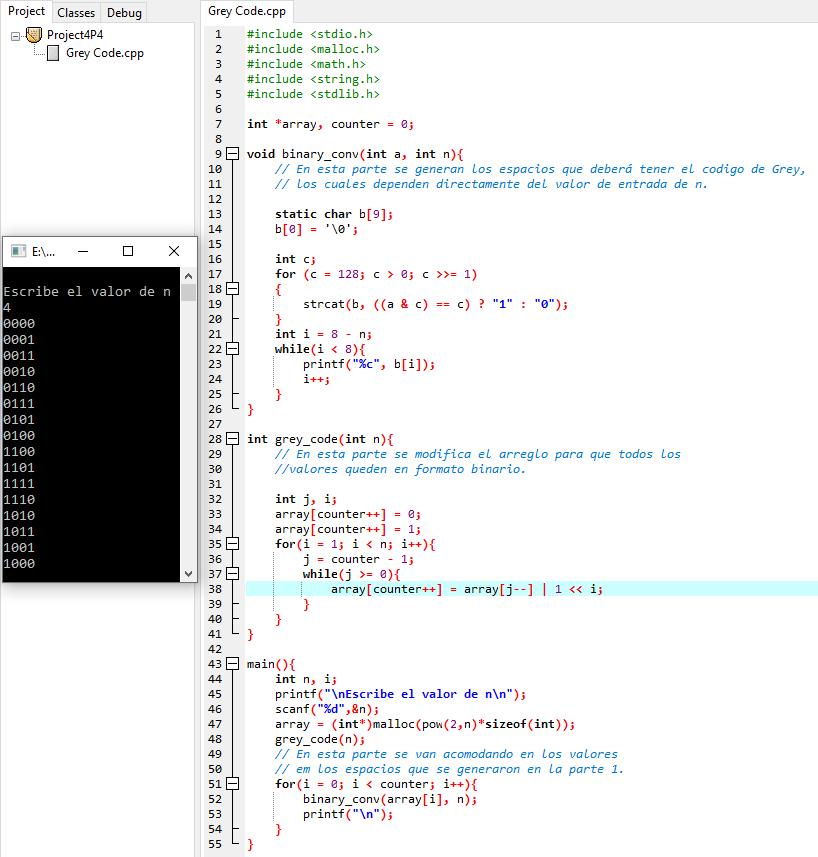 Project Classes Debug
Project4P4
Grey Code.cpp
E:\...
Escribe el valor de n
4
0000
0001
0011
0010
0110
0111
0101
0100
1100
1101
1111
1110
1010
1011
1001
1000
Grey Code.cpp
1 #include <stdio.h>
2 #include <malloc.h>
3 #include <math.h>
4 #include <string.h>
5 #include <stdlib.h>
6
7 int *array, counter = 0;
8
9 void binary_conv(int a, int n){
10 // En esta parte se generan los espacios que deberá tener el codigo de Grey,
11 // los cuales dependen directamente del valor de entrada de n.
12
13 static char b[9];
14 b[0] = '\0';
15
16 int c;
17 for (c = 128; c > 0; c >>= 1)
18 {
19 strcat(b, ((a & c) == c) ? "1" : "0");
20 }
21 int i = 8 - n;
22 while(i < 8){
23 printf("%c", b[i]);
24 i++;
25 }
26 }
27
28 int grey_code(int n){
29 // En esta parte se modifica el arreglo para que todos los
30 //valores queden en formato binario.
31
32 int j, i;
33 array[counter++] = 0;
34 array[counter++] = 1;
35 for(i = 1; i < n; i++){
36 j = counter - 1;
37 while(j >= 0){
38 array[counter++] = array[j--] | 1 << i;
39 }
40 }
41 }
42
43 main(){
44 int n, i;
45 printf("\nEscribe el valor de n\n");
46 scanf("%d",&n);
47 array = (int*)malloc(pow(2,n)*sizeof(int));
48 grey_code(n);
49 // En esta parte se van acomodando en los valores
50 // em los espacios que se generaron en la parte 1.
51 for(i = 0; i < counter; i++){
52 binary_conv(array[i], n);
53 printf("\n");
54 }
55 }